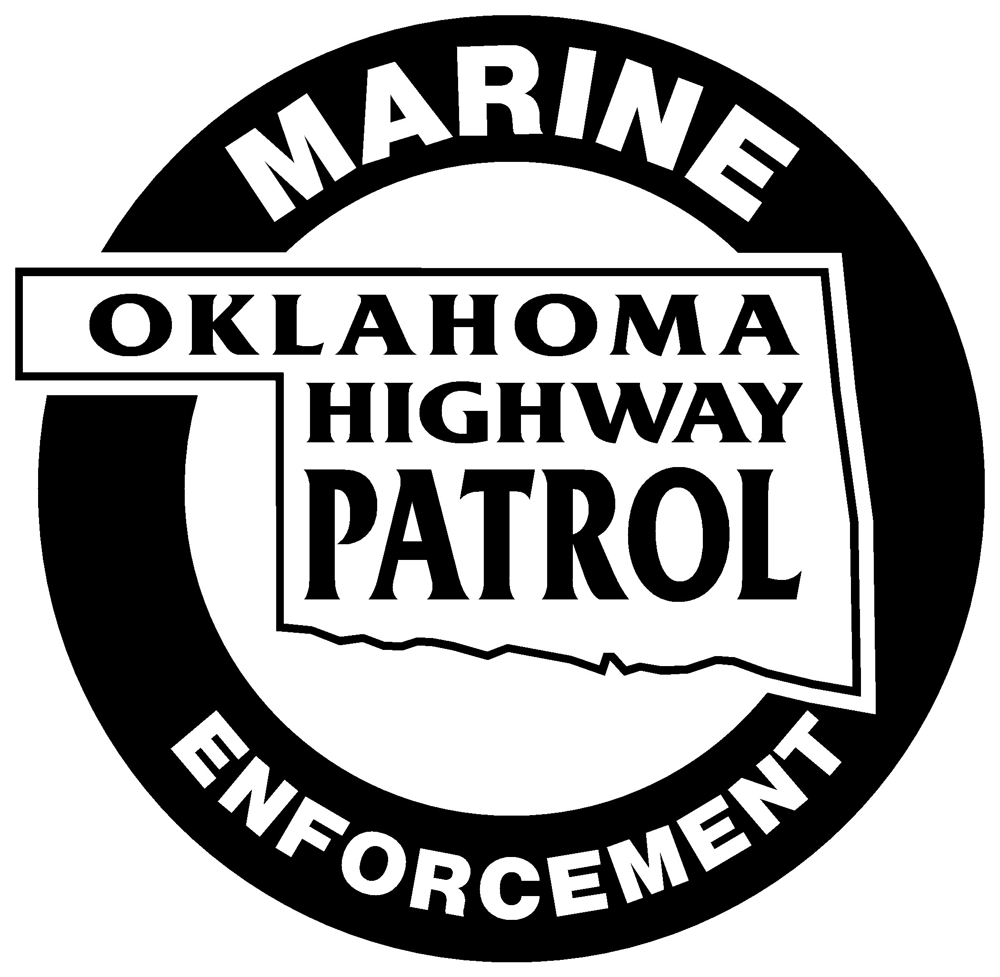 MARINE
OKLAHOMA
HIGHWAY
PATROL
ENFORCEMENT